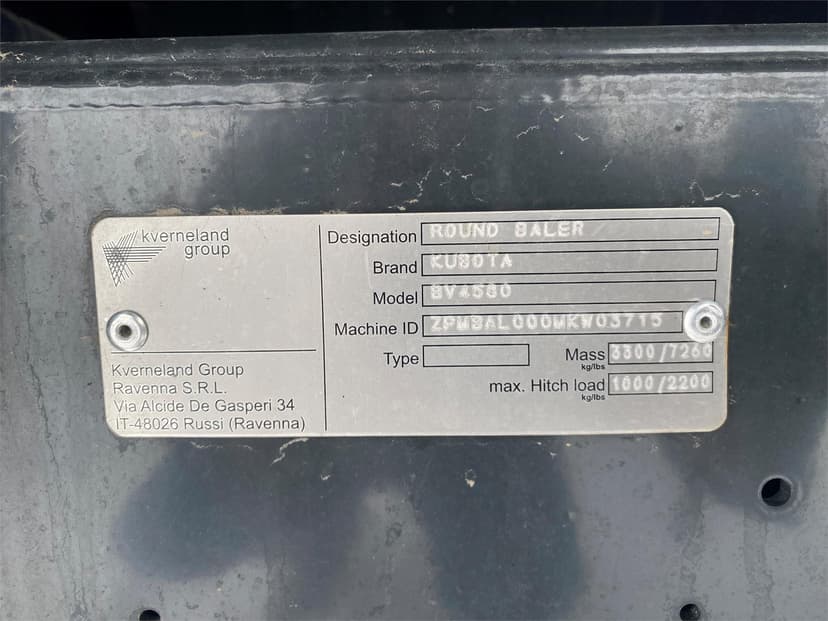 kverneland
group
Kverneland Group
Ravenna S.R.L.
Via Alcide De Gasperi 34
IT-48026 Russi (Ravenna)
Designation ROUND BALER
Brand KUBOTA
Model BV4580
Machine ID ZPMBAL000MKW03715
Type
Mass kg/lbs 3300/7260
max. Hitch load kg/lbs 1000/2200